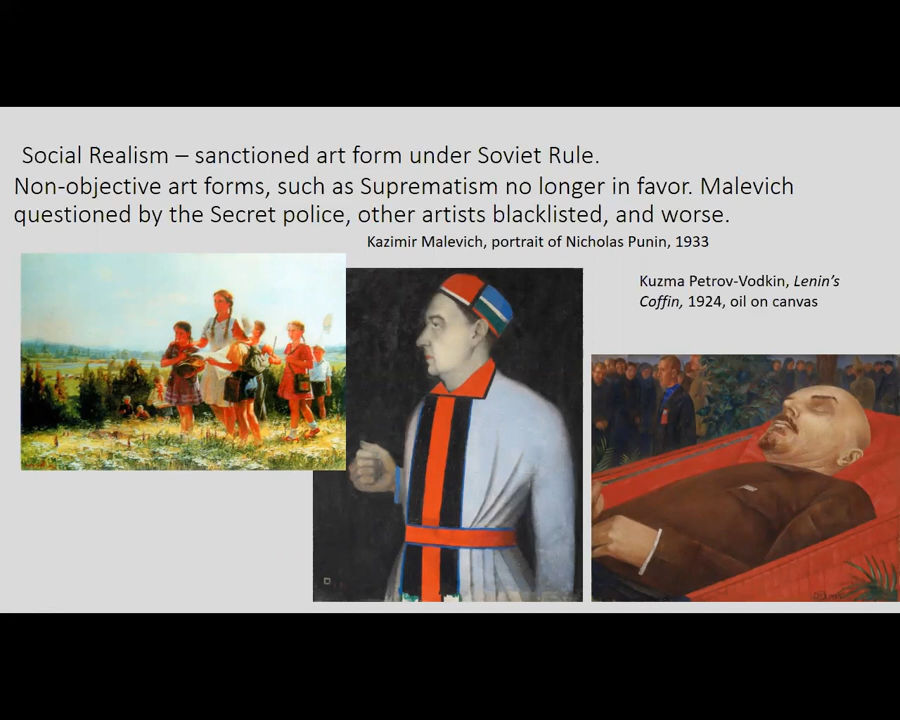 Social Realism – sanctioned art form under Soviet Rule.
Non-objective art forms, such as Suprematism no longer in favor. Malevich
questioned by the Secret police, other artists blacklisted, and worse.
Kazimir Malevich, portrait of Nicholas Punin, 1933
Kuzma Petrov-Vodkin, Lenin's
Coffin, 1924, oil on canvas